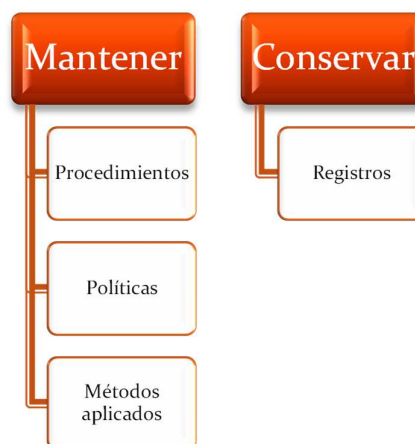 Mantener
Procedimientos
Políticas
Métodos
aplicados
Conservar
Registros